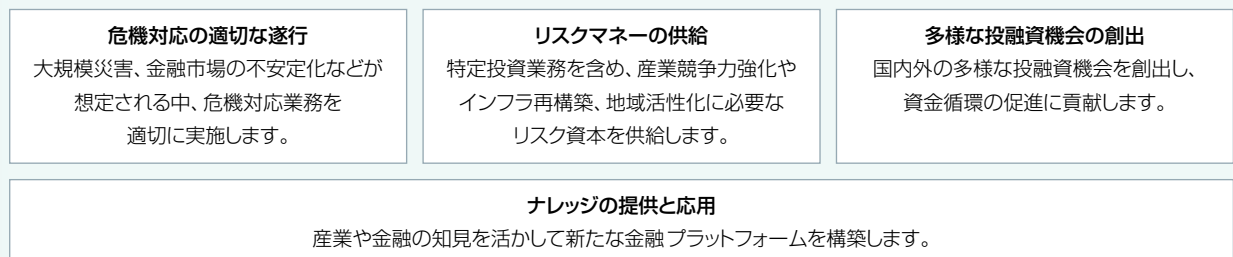 危機対応の適切な遂行
大規模災害、金融市場の不安定化などが
想定される中、危機対応業務を
適切に実施します。
リスクマネーの供給
特定投資業務を含め、産業競争力強化や
インフラ再構築、地域活性化に必要な
リスク資本を供給します。
多様な投融資機会の創出
国内外の多様な投融資機会を創出し、
資金循環の促進に貢献します。
ナレッジの提供と応用
産業や金融の知見を活かして新たな金融プラットフォームを構築します。